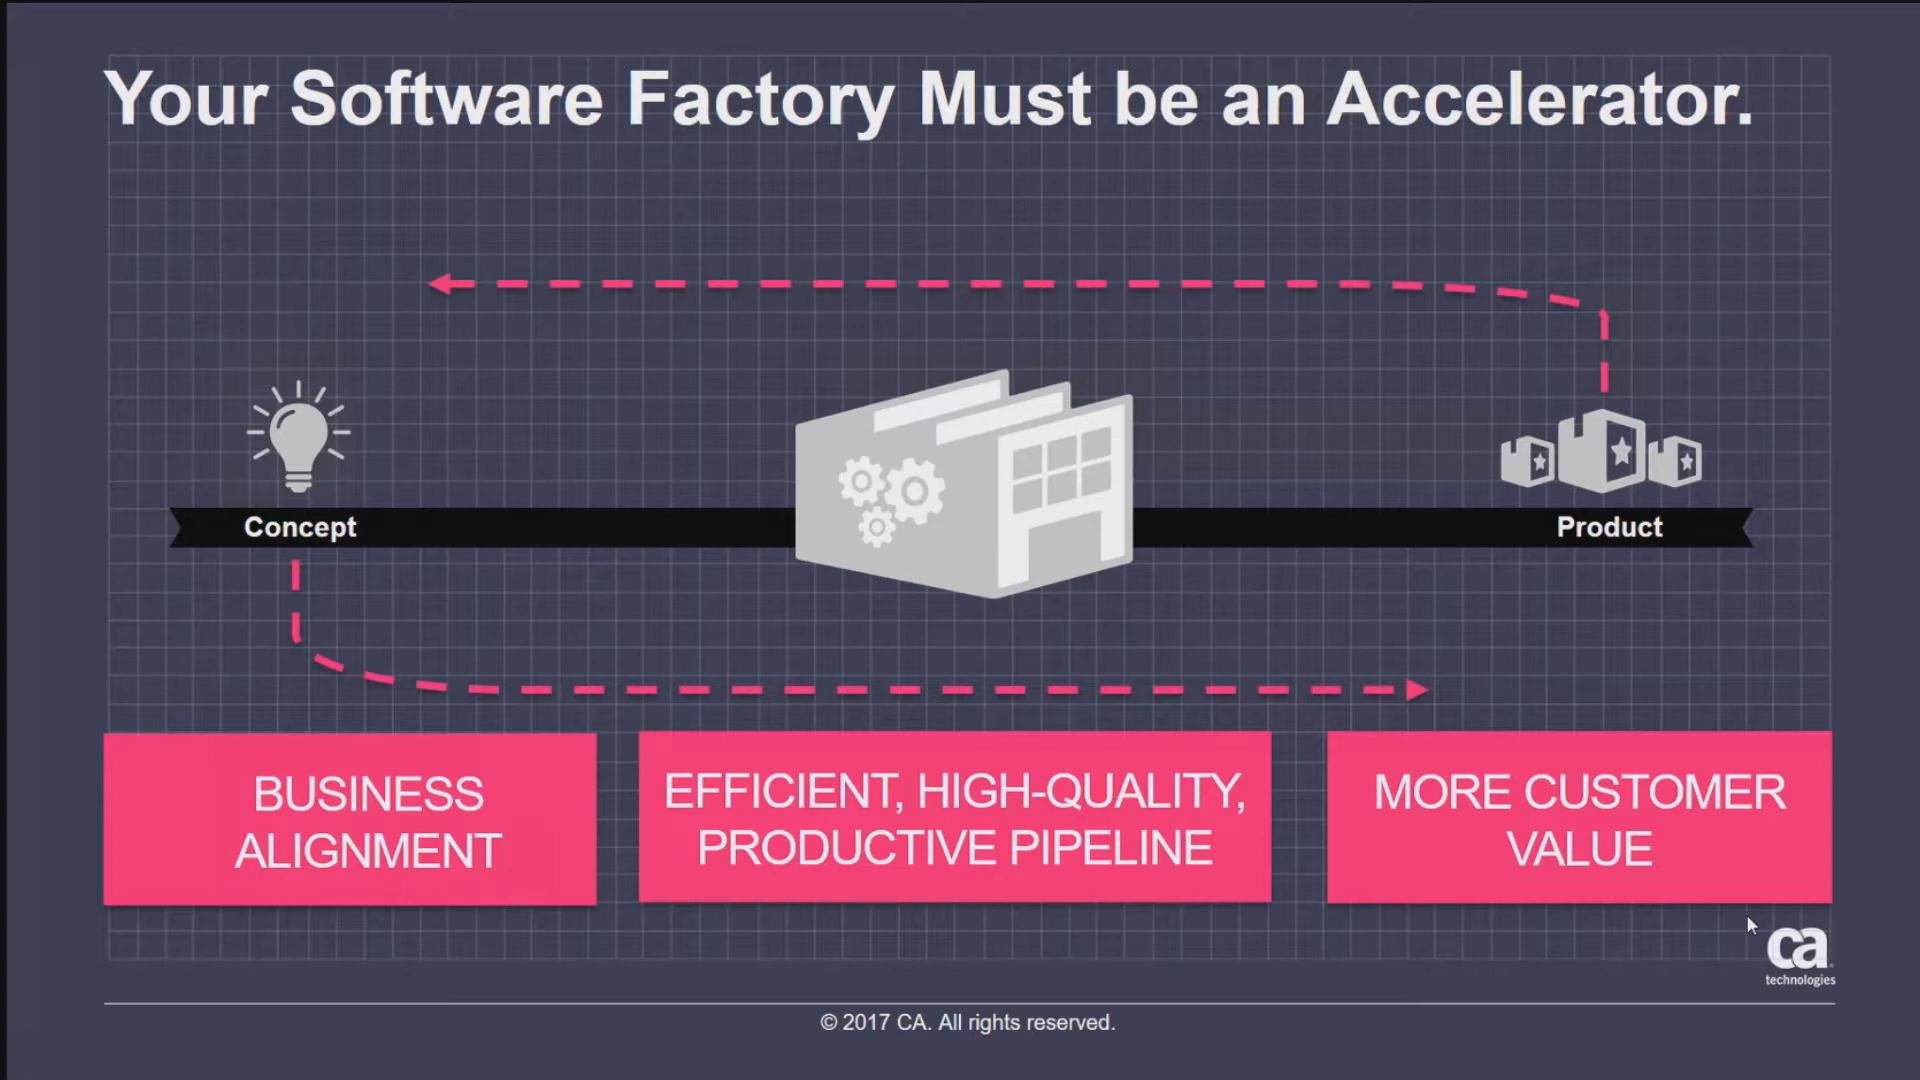 Your Software Factory Must be an Accelerator.
Concept
Product
BUSINESS
ALIGNMENT
EFFICIENT, HIGH-QUALITY,
PRODUCTIVE PIPELINE
MORE CUSTOMER
VALUE
ca
technologies
© 2017 CA. All rights reserved.